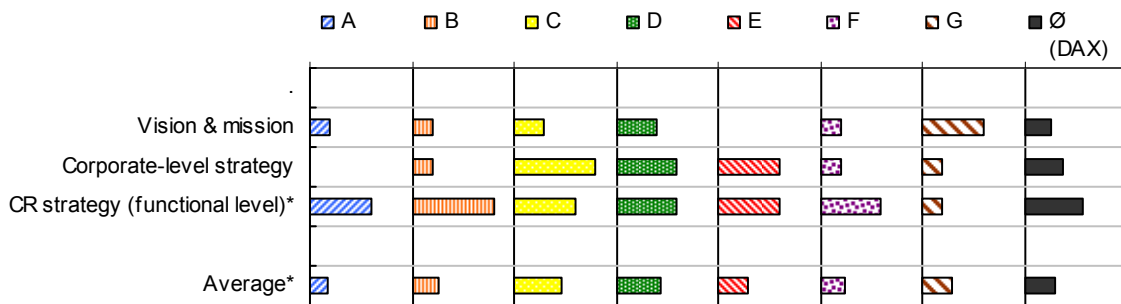 A B C D E F G Ø
(DAX)
.
Vision & mission
Corporate-level strategy
CR strategy (functional level)*
Average*